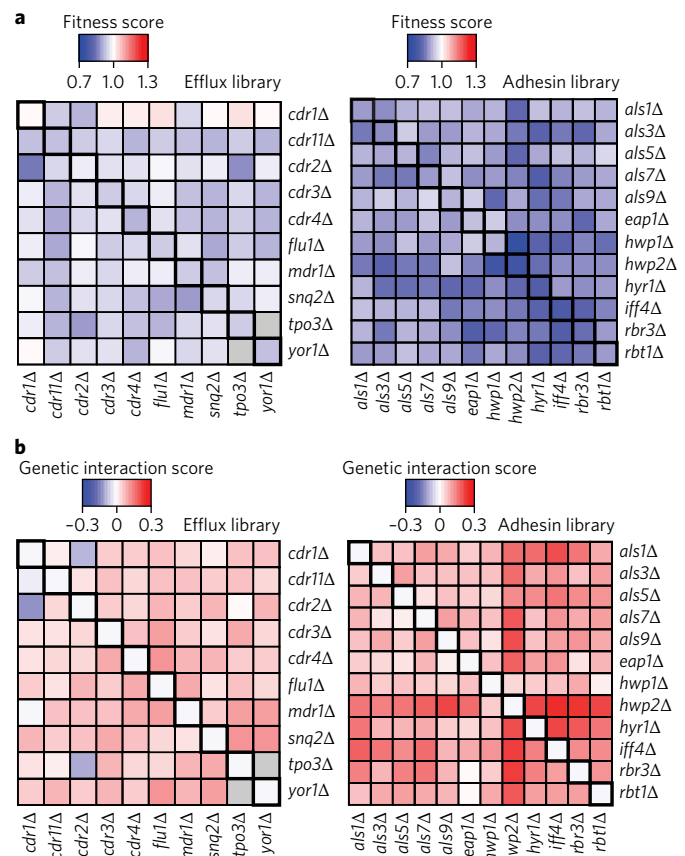 a
Fitness score
0.7 1.0 1.3
Efflux library
cdr1Δ
cdr11Δ
cdr2Δ
cdr3Δ
cdr4Δ
flu1Δ
mdr1Δ
snq2Δ
tpo3Δ
yor1Δ
cdr1Δ cdr11Δ cdr2Δ cdr3Δ cdr4Δ flu1Δ mdr1Δ snq2Δ tpo3Δ yor1Δ
Fitness score
0.7 1.0 1.3
Adhesin library
als1Δ
als3Δ
als5Δ
als7Δ
als9Δ
eap1Δ
hwp1Δ
hwp2Δ
hyr1Δ
iff4Δ
rbr3Δ
rbt1Δ
als1Δ als3Δ als5Δ als7Δ als9Δ eap1Δ hwp1Δ hwp2Δ hyr1Δ iff4Δ rbr3Δ rbt1Δ
b
Genetic interaction score
−0.3 0 0.3
Efflux library
cdr1Δ
cdr11Δ
cdr2Δ
cdr3Δ
cdr4Δ
flu1Δ
mdr1Δ
snq2Δ
tpo3Δ
yor1Δ
cdr1Δ cdr11Δ cdr2Δ cdr3Δ cdr4Δ flu1Δ mdr1Δ snq2Δ tpo3Δ yor1Δ
Genetic interaction score
−0.3 0 0.3
Adhesin library
als1Δ
als3Δ
als5Δ
als7Δ
als9Δ
eap1Δ
hwp1Δ
hwp2Δ
hyr1Δ
iff4Δ
rbr3Δ
rbt1Δ
als1Δ als3Δ als5Δ als7Δ als9Δ eap1Δ hwp1Δ wp2Δ hyr1Δ iff4Δ rbr3Δ rbt1Δ